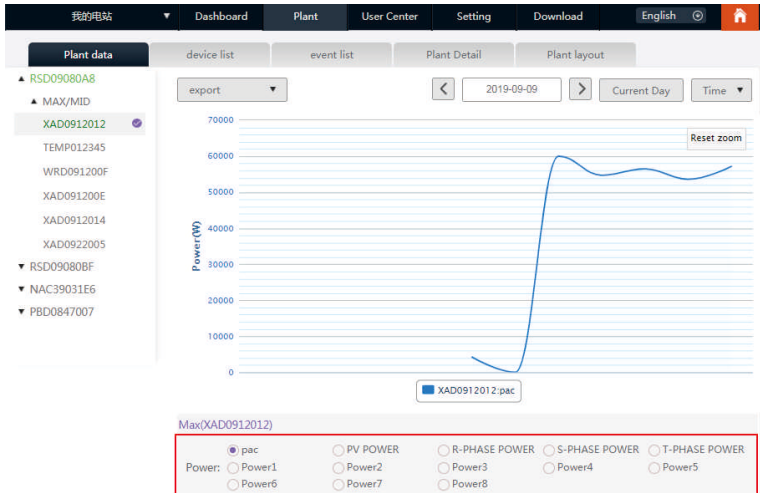 我的电站 ▼ Dashboard Plant User Center Setting Download English
Plant data device list event list Plant Detail Plant layout
▲ RSD09080A8
▲ MAX/MID
XAD0912012
TEMP012345
WRD091200F
XAD091200E
XAD0912014
XAD0922005
▼ RSD09080BF
▼ NAC39031E6
▼ PBD0847007
export ▼ < 2019-09-09 > Current Day Time ▼
Reset zoom
70000
60000
50000
40000
30000
20000
10000
0
Power(W)
XAD0912012:pac
Max(XAD0912012)
pac PV POWER R-PHASE POWER S-PHASE POWER T-PHASE POWER
Power: Power1 Power2 Power3 Power4 Power5
Power6 Power7 Power8